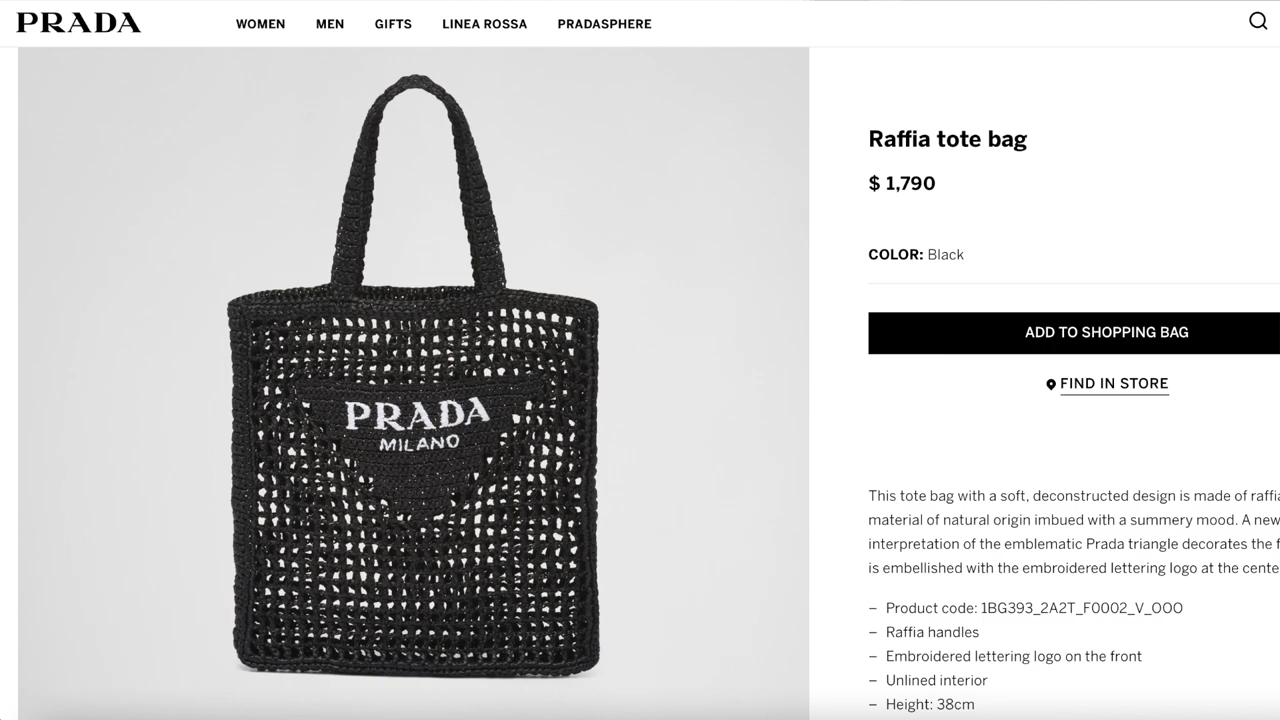 PRADA
WOMEN MEN GIFTS LINEA ROSSA PRADASPHERE
PRADA
MILANO
Raffia tote bag
$ 1,790
COLOR: Black
ADD TO SHOPPING BAG
FIND IN STORE
This tote bag with a soft, deconstructed design is made of
material of natural origin imbued with a summery mood. A new
interpretation of the emblematic Prada triangle decorates the
is embellished with the embroidered lettering logo at the
– Product code: 1BG393_2A2T_F0002_V_OOO
– Raffia handles
– Embroidered lettering logo on the front
– Unlined interior
– Height: 38cm